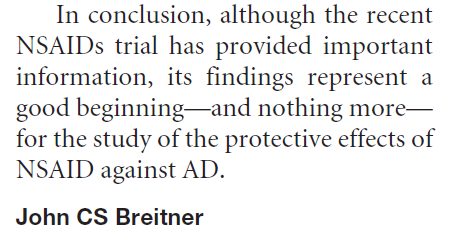 In conclusion, although the recent
NSAIDs trial has provided important
information, its findings represent a
good beginning—and nothing more—
for the study of the protective effects of
NSAID against AD.
John CS Breitner